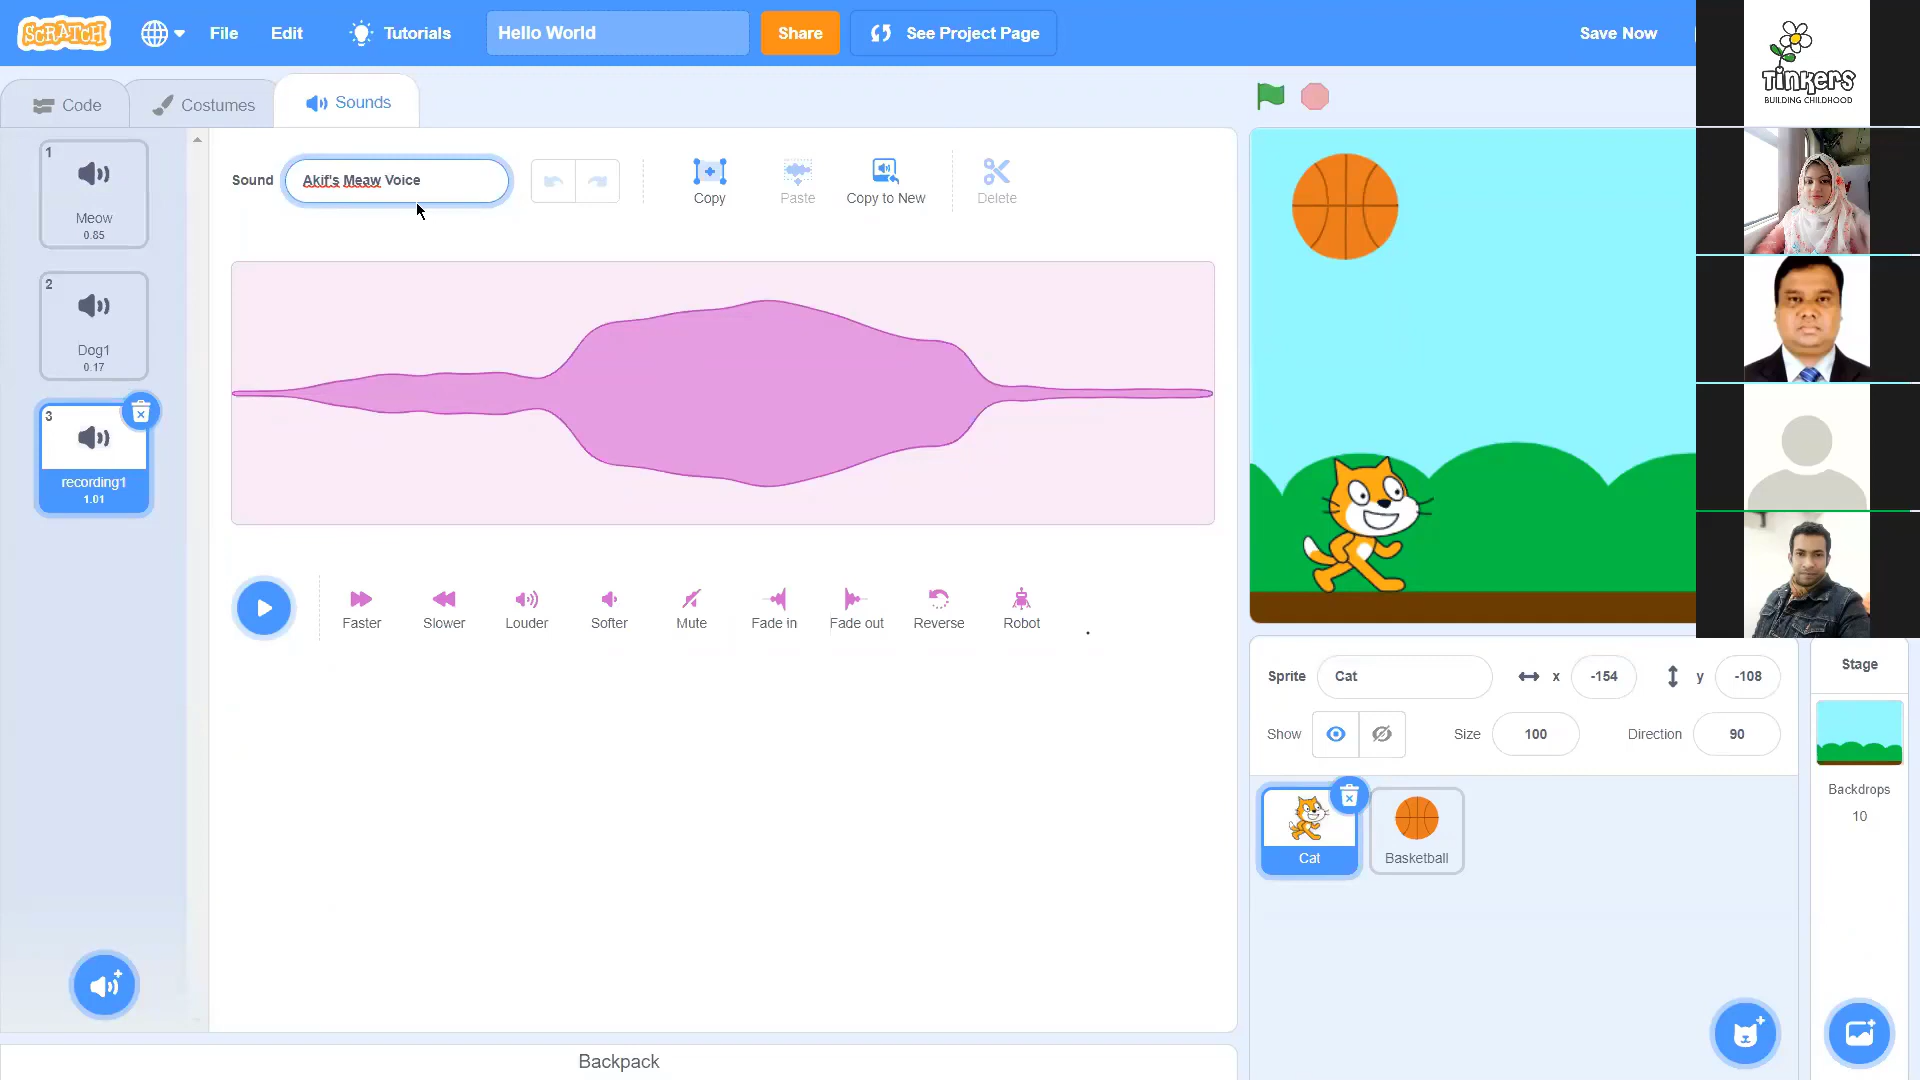 SCRATCH
File
Edit
Tutorials
Hello World
Share
See Project Page
Save Now
Code
Costumes
Sounds
1
Meow
0.85
2
Dog1
0.17
3
recording1
1.01
Sound
Akif's Meaw Voice
Copy
Paste
Copy to New
Delete
Faster
Slower
Louder
Softer
Mute
Fade in
Fade out
Reverse
Robot
Backpack
TinkERS
BUILDING CHILDHOOD
Sprite
Cat
x
-154
y
-108
Show
Size
100
Direction
90
Cat
Basketball
Stage
Backdrops
10